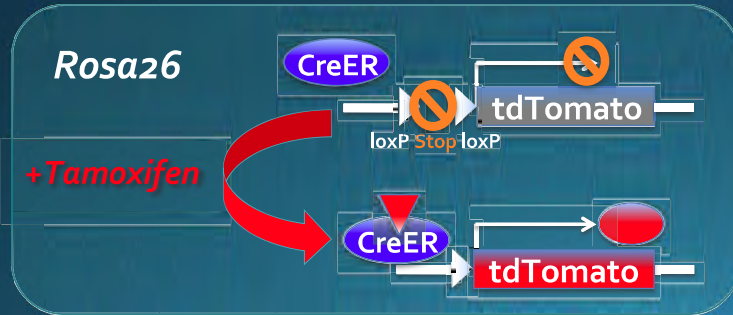 Rosa26
CreER
tdTomato
loxP Stop loxP
+Tamoxifen
CreER
tdTomato